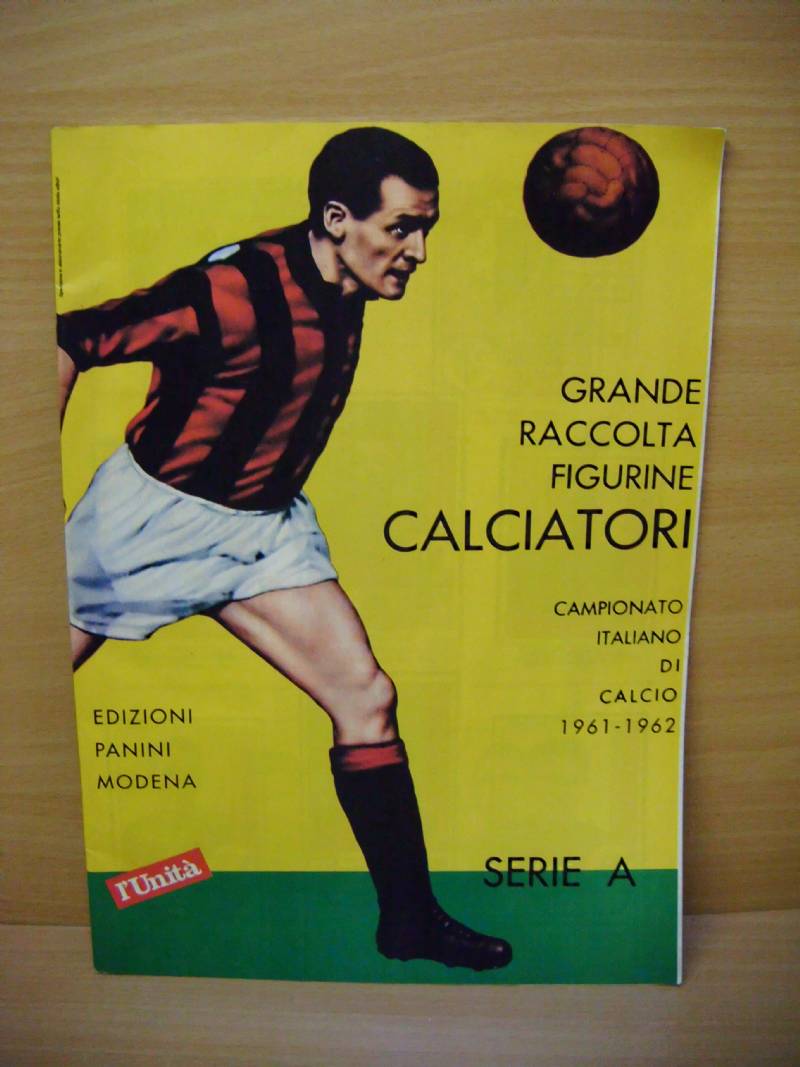 GRANDE
RACCOLTA
FIGURINE
CALCIATORI
CAMPIONATO
ITALIANO
DI
CALCIO
1961-1962
EDIZIONI
PANINI
MODENA
l'Unità
SERIE A